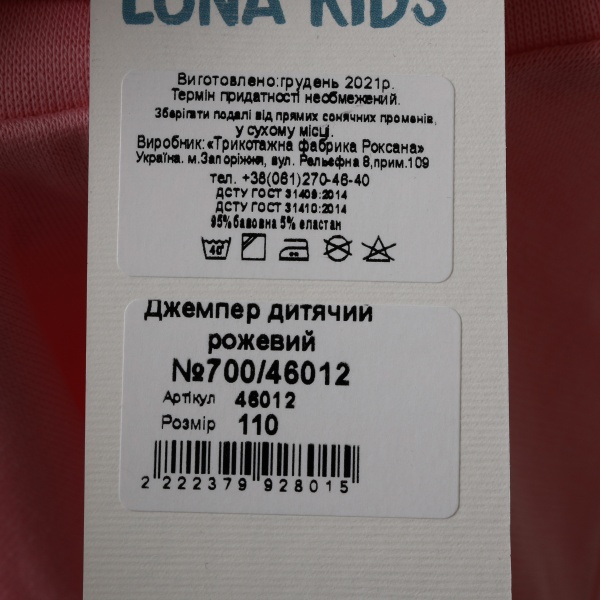 LUNA KIDS
Виготовлено:грудень 2021р.
Термін придатності необмежений.
Зберігати подалі від прямих сонячних променів,
у сухому місці.
Виробник:«Трикотажна фабрика Роксана»
Україна. м.Запоріжжя, вул. Рельєфна 8,прим.109
тел. +38(061)270-46-40
ДСТУ ГОСТ 31409:2014
ДСТУ ГОСТ 31410:2014
95%бавовна 5% еластан
40
Джемпер дитячий
рожевий
№700/46012
Артікул 46012
Розмір 110
2 222379 928015